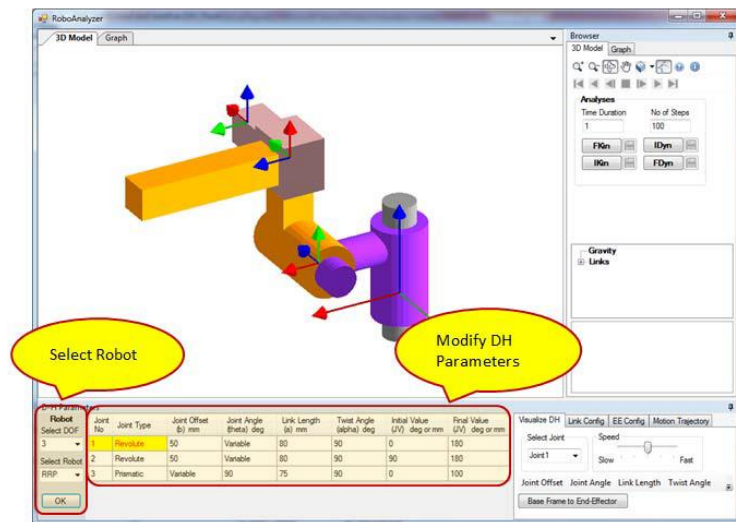 RoboAnalyzer
3D Model Graph
Browser
3D Model Graph
Analyses
Time Duration No of Steps
1 100
FKin IDyn
IKin FDyn
Gravity
Links
Select Robot
Modify DH
Parameters
D-H Parameters
Robot
Select DOF
3
Select Robot
RRP
OK
Joint No Joint Type Joint Offset (b) mm Joint Angle (theta) deg Link Length (a) mm Twist Angle (alpha) deg Initial Value (JV) deg or mm Final Value (JV) deg or mm
1 Revolute 50 Variable 80 90 0 180
2 Revolute 50 Variable 80 90 90 180
3 Prismatic Variable 90 75 90 0 100
Visualize DH Link Config EE Config Motion Trajectory
Select Joint Speed
Joint1 Slow Fast
Joint Offset Joint Angle Link Length Twist Angle
Base Frame to End-Effector